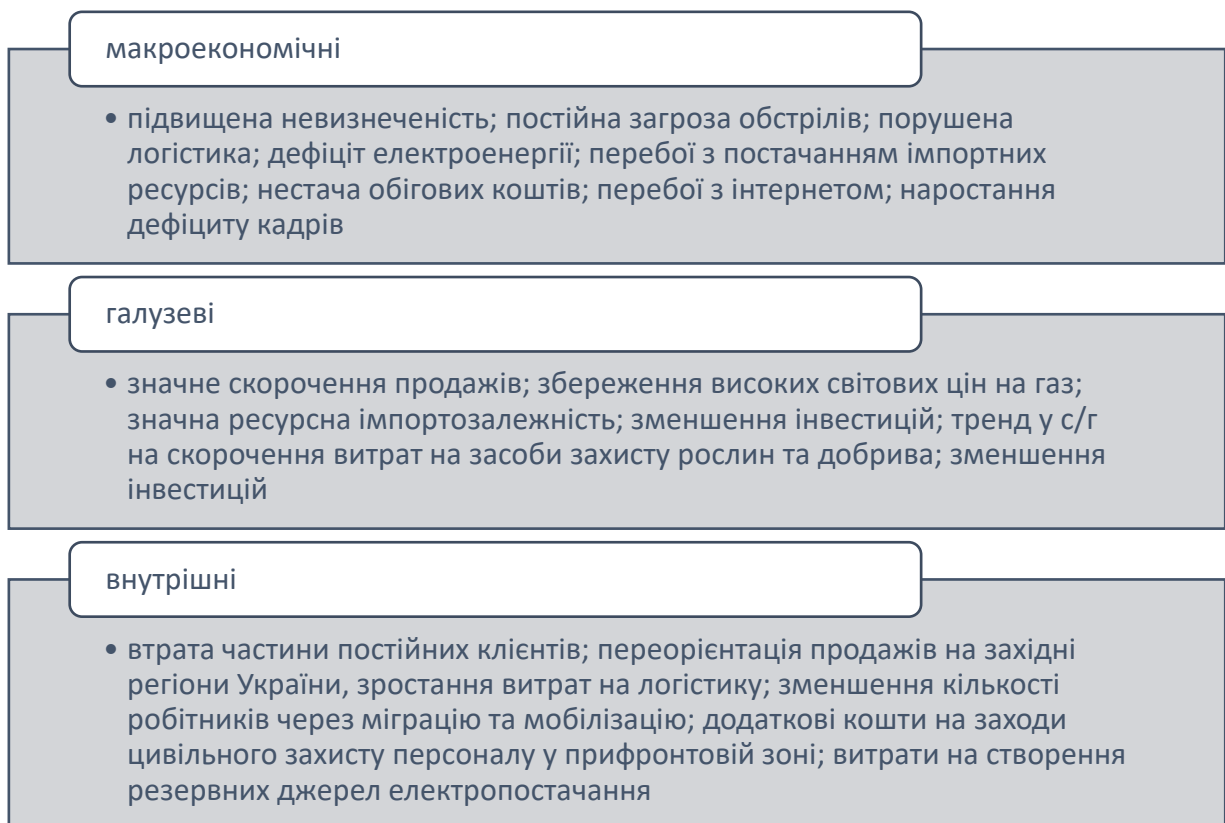 макроекономічні
• підвищена невизнеченість; постійна загроза обстрілів; порушена
логістика; дефіцит електроенергії; перебої з постачанням імпортних
ресурсів; нестача обігових коштів; перебої з інтернетом; наростання
дефіциту кадрів
галузеві
• значне скорочення продажів; збереження високих світових цін на газ;
значна ресурсна імпортозалежність; зменшення інвестицій; тренд у с/г
на скорочення витрат на засоби захисту рослин та добрива; зменшення
інвестицій
внутрішні
• втрата частини постійних клієнтів; переорієнтація продажів на західні
регіони України, зростання витрат на логістику; зменшення кількості
робітників через міграцію та мобілізацію; додаткові кошти на заходи
цивільного захисту персоналу у прифронтовій зоні; витрати на створення
резервних джерел електропостачання